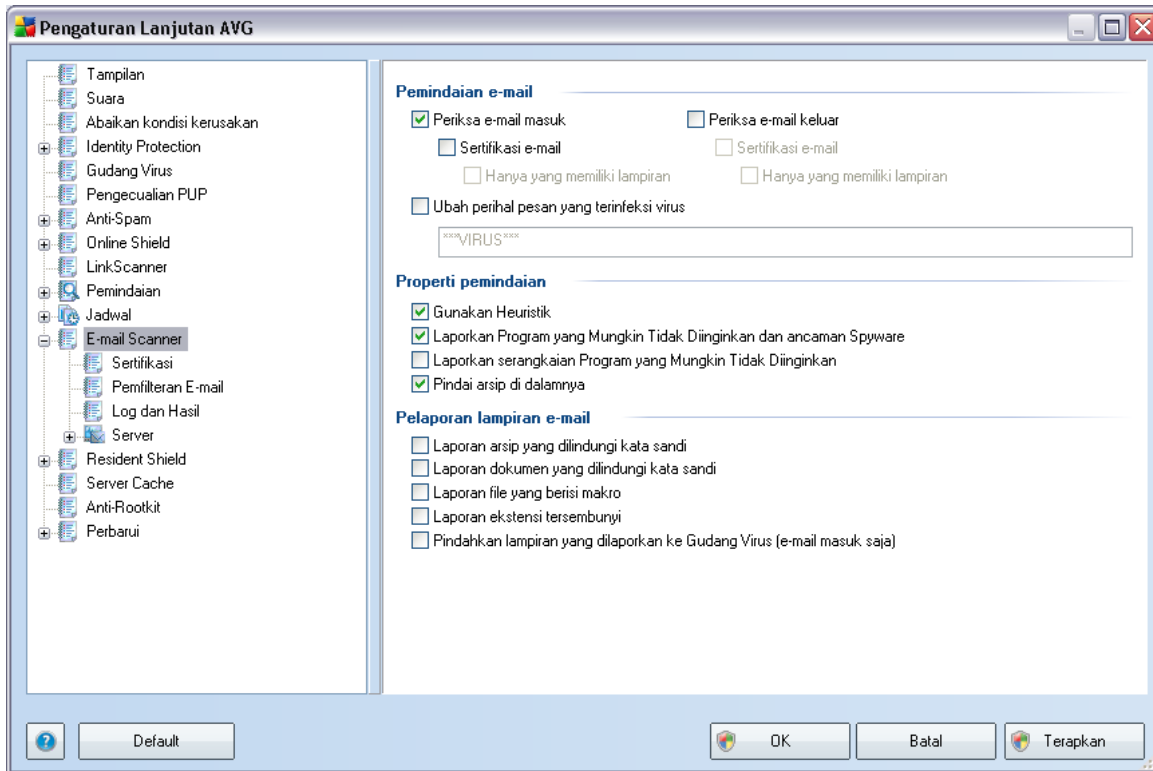 Pengaturan Lanjutan AVG
Tampilan
Suara
Abaikan kondisi kerusakan
Identity Protection
Gudang Virus
Pengecualian PUP
Anti-Spam
Online Shield
LinkScanner
Pemindaian
Jadwal
E-mail Scanner
Sertifikasi
Pemfilteran E-mail
Log dan Hasil
Server
Resident Shield
Server Cache
Anti-Rootkit
Perbarui
Pemindaian e-mail
Periksa e-mail masuk Periksa e-mail keluar
Sertifikasi e-mail Sertifikasi e-mail
Hanya yang memiliki lampiran Hanya yang memiliki lampiran
Ubah perihal pesan yang terinfeksi virus
***VIRUS***
Properti pemindaian
Gunakan Heuristik
Laporkan Program yang Mungkin Tidak Diinginkan dan ancaman Spyware
Laporkan serangkaian Program yang Mungkin Tidak Diinginkan
Pindai arsip di dalamnya
Pelaporan lampiran e-mail
Laporan arsip yang dilindungi kata sandi
Laporan dokumen yang dilindungi kata sandi
Laporan file yang berisi makro
Laporan ekstensi tersembunyi
Pindahkan lampiran yang dilaporkan ke Gudang Virus (e-mail masuk saja)
Default OK Batal Terapkan